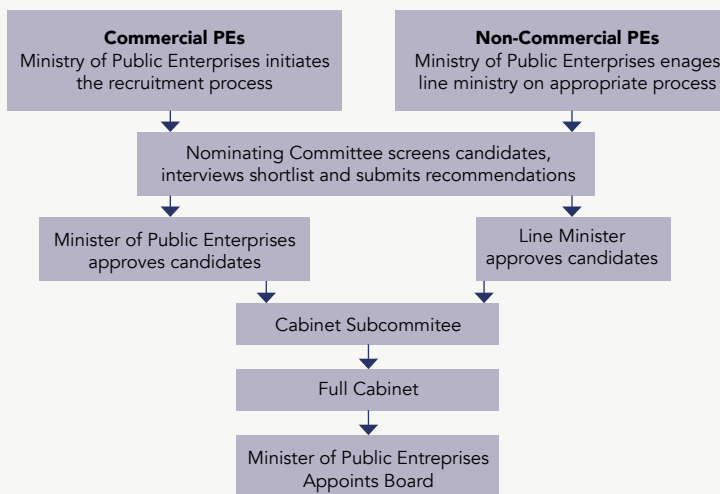 Commercial PEs
Ministry of Public Enterprises initiates
the recruitment process
Non-Commercial PEs
Ministry of Public Enterprises enages
line ministry on appropriate process
Nominating Committee screens candidates,
interviews shortlist and submits recommendations
Minister of Public Enterprises
approves candidates
Line Minister
approves candidates
Cabinet Subcommitee
Full Cabinet
Minister of Public Entreprises
Appoints Board